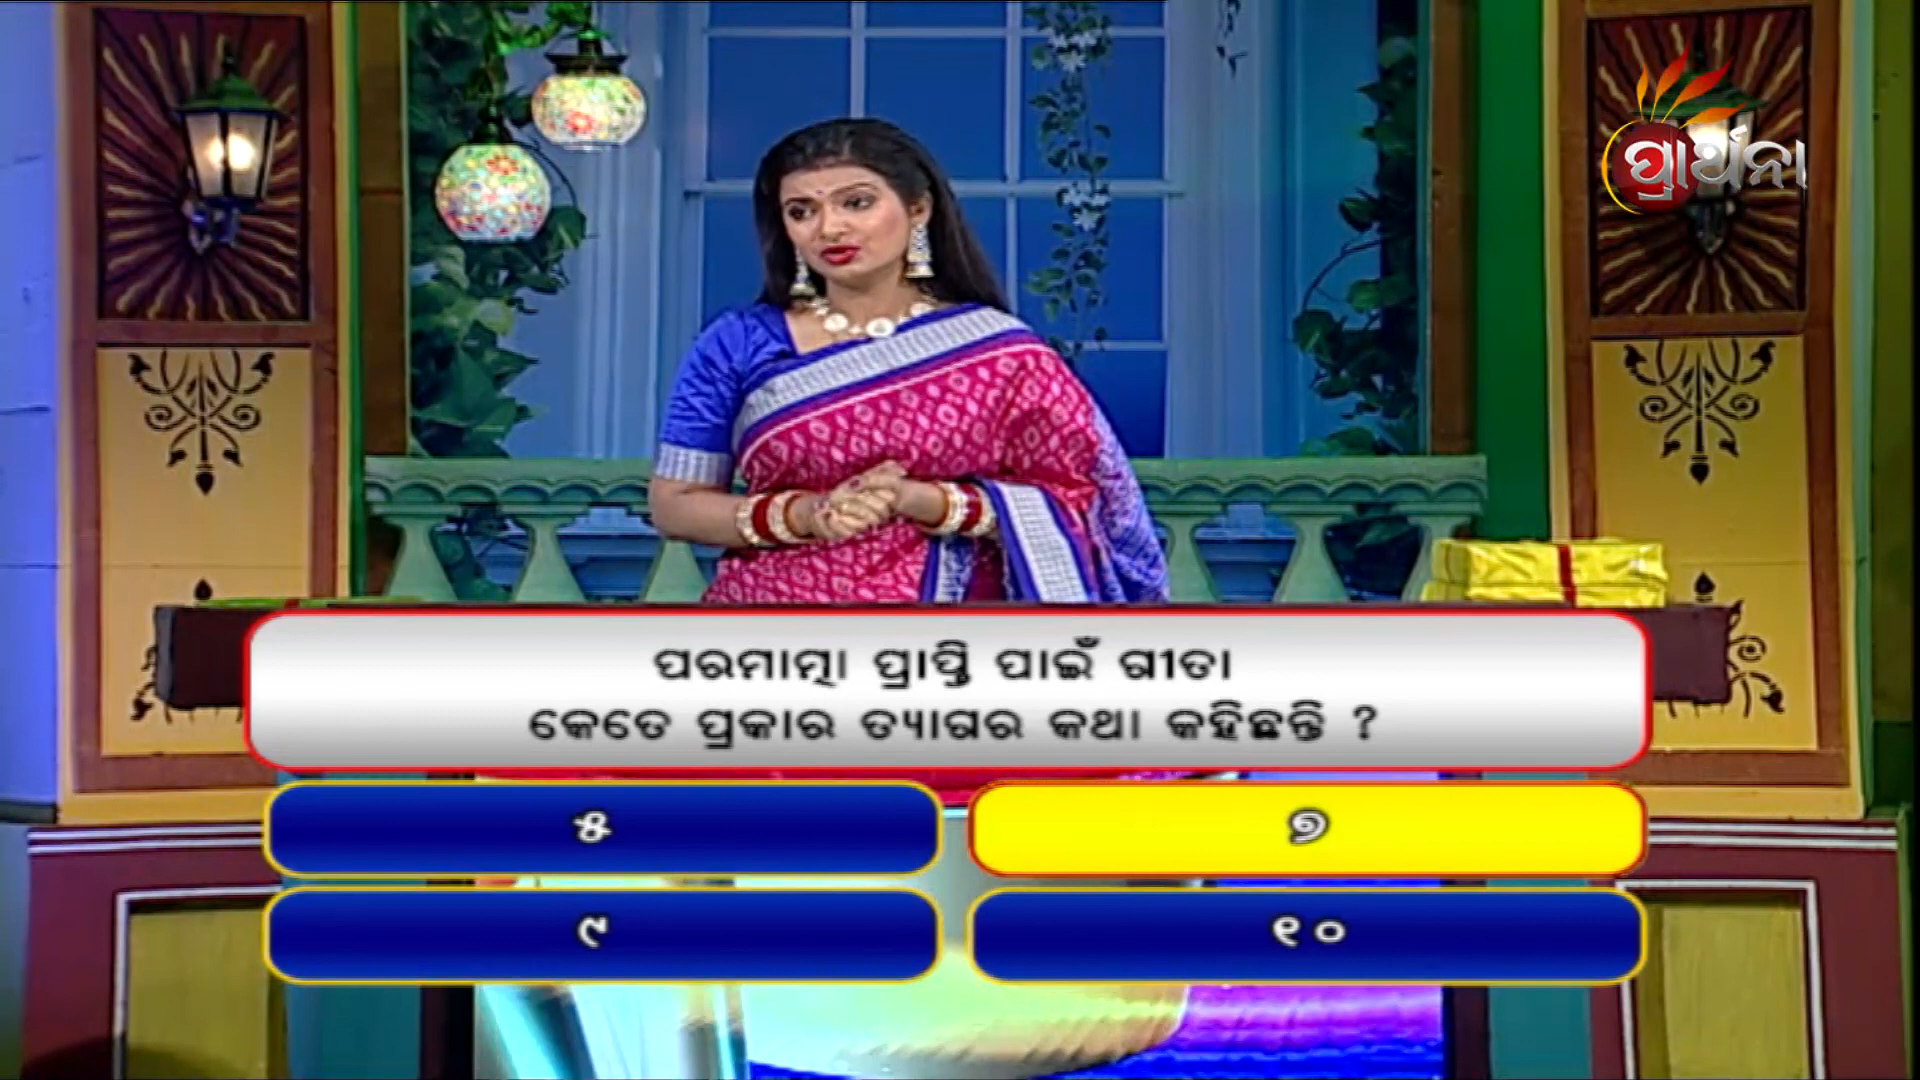 ପ୍ରାର୍ଥନା
ପରମାତ୍ମା ପ୍ରାପ୍ତି ପାଇଁ ଗୀତା
କେତେ ପ୍ରକାର ତ୍ୟାଗର କଥା କହିଛନ୍ତି ?
୫
୭
୯
୧୦